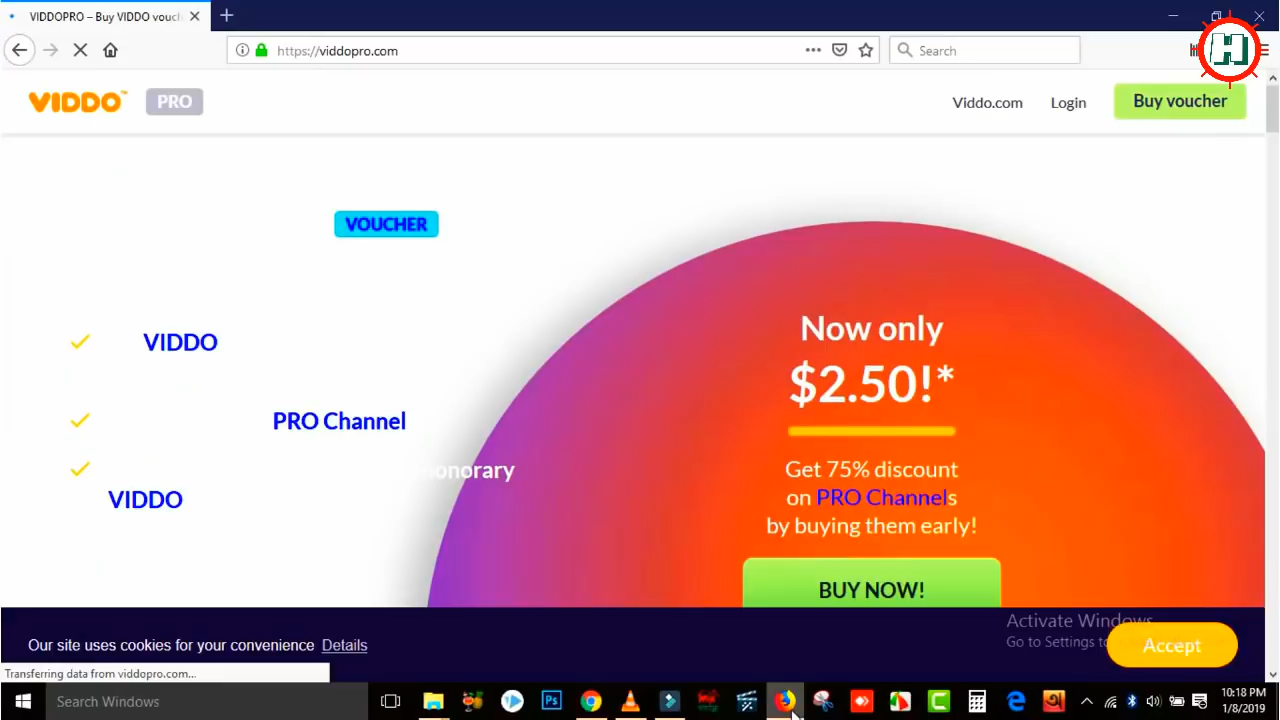 VIDDOPRO – Buy VIDDO vouch
https://viddopro.com
Search
H
VIDDO™ PRO
Viddo.com Login Buy voucher
VOUCHER
VIDDO
PRO Channel
honorary
VIDDO
Now only
$2.50!*
Get 75% discount
on PRO Channels
by buying them early!
BUY NOW!
Activate Windows
Go to Settings to
Our site uses cookies for your convenience Details
Accept
Transferring data from viddopro.com...
Search Windows
Ps
10:18 PM
1/8/2019